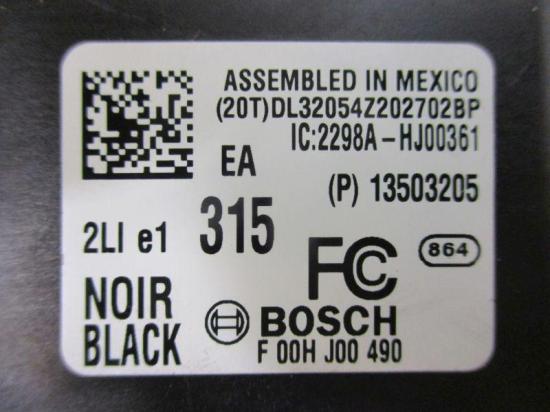 ASSEMBLED IN MEXICO
(20T)DL32054Z202702BP
IC:2298A-HJ00361
EA
(P) 13503205
2LI e1
315
FC
864
NOIR
BLACK
BOSCH
F 00H J00 490